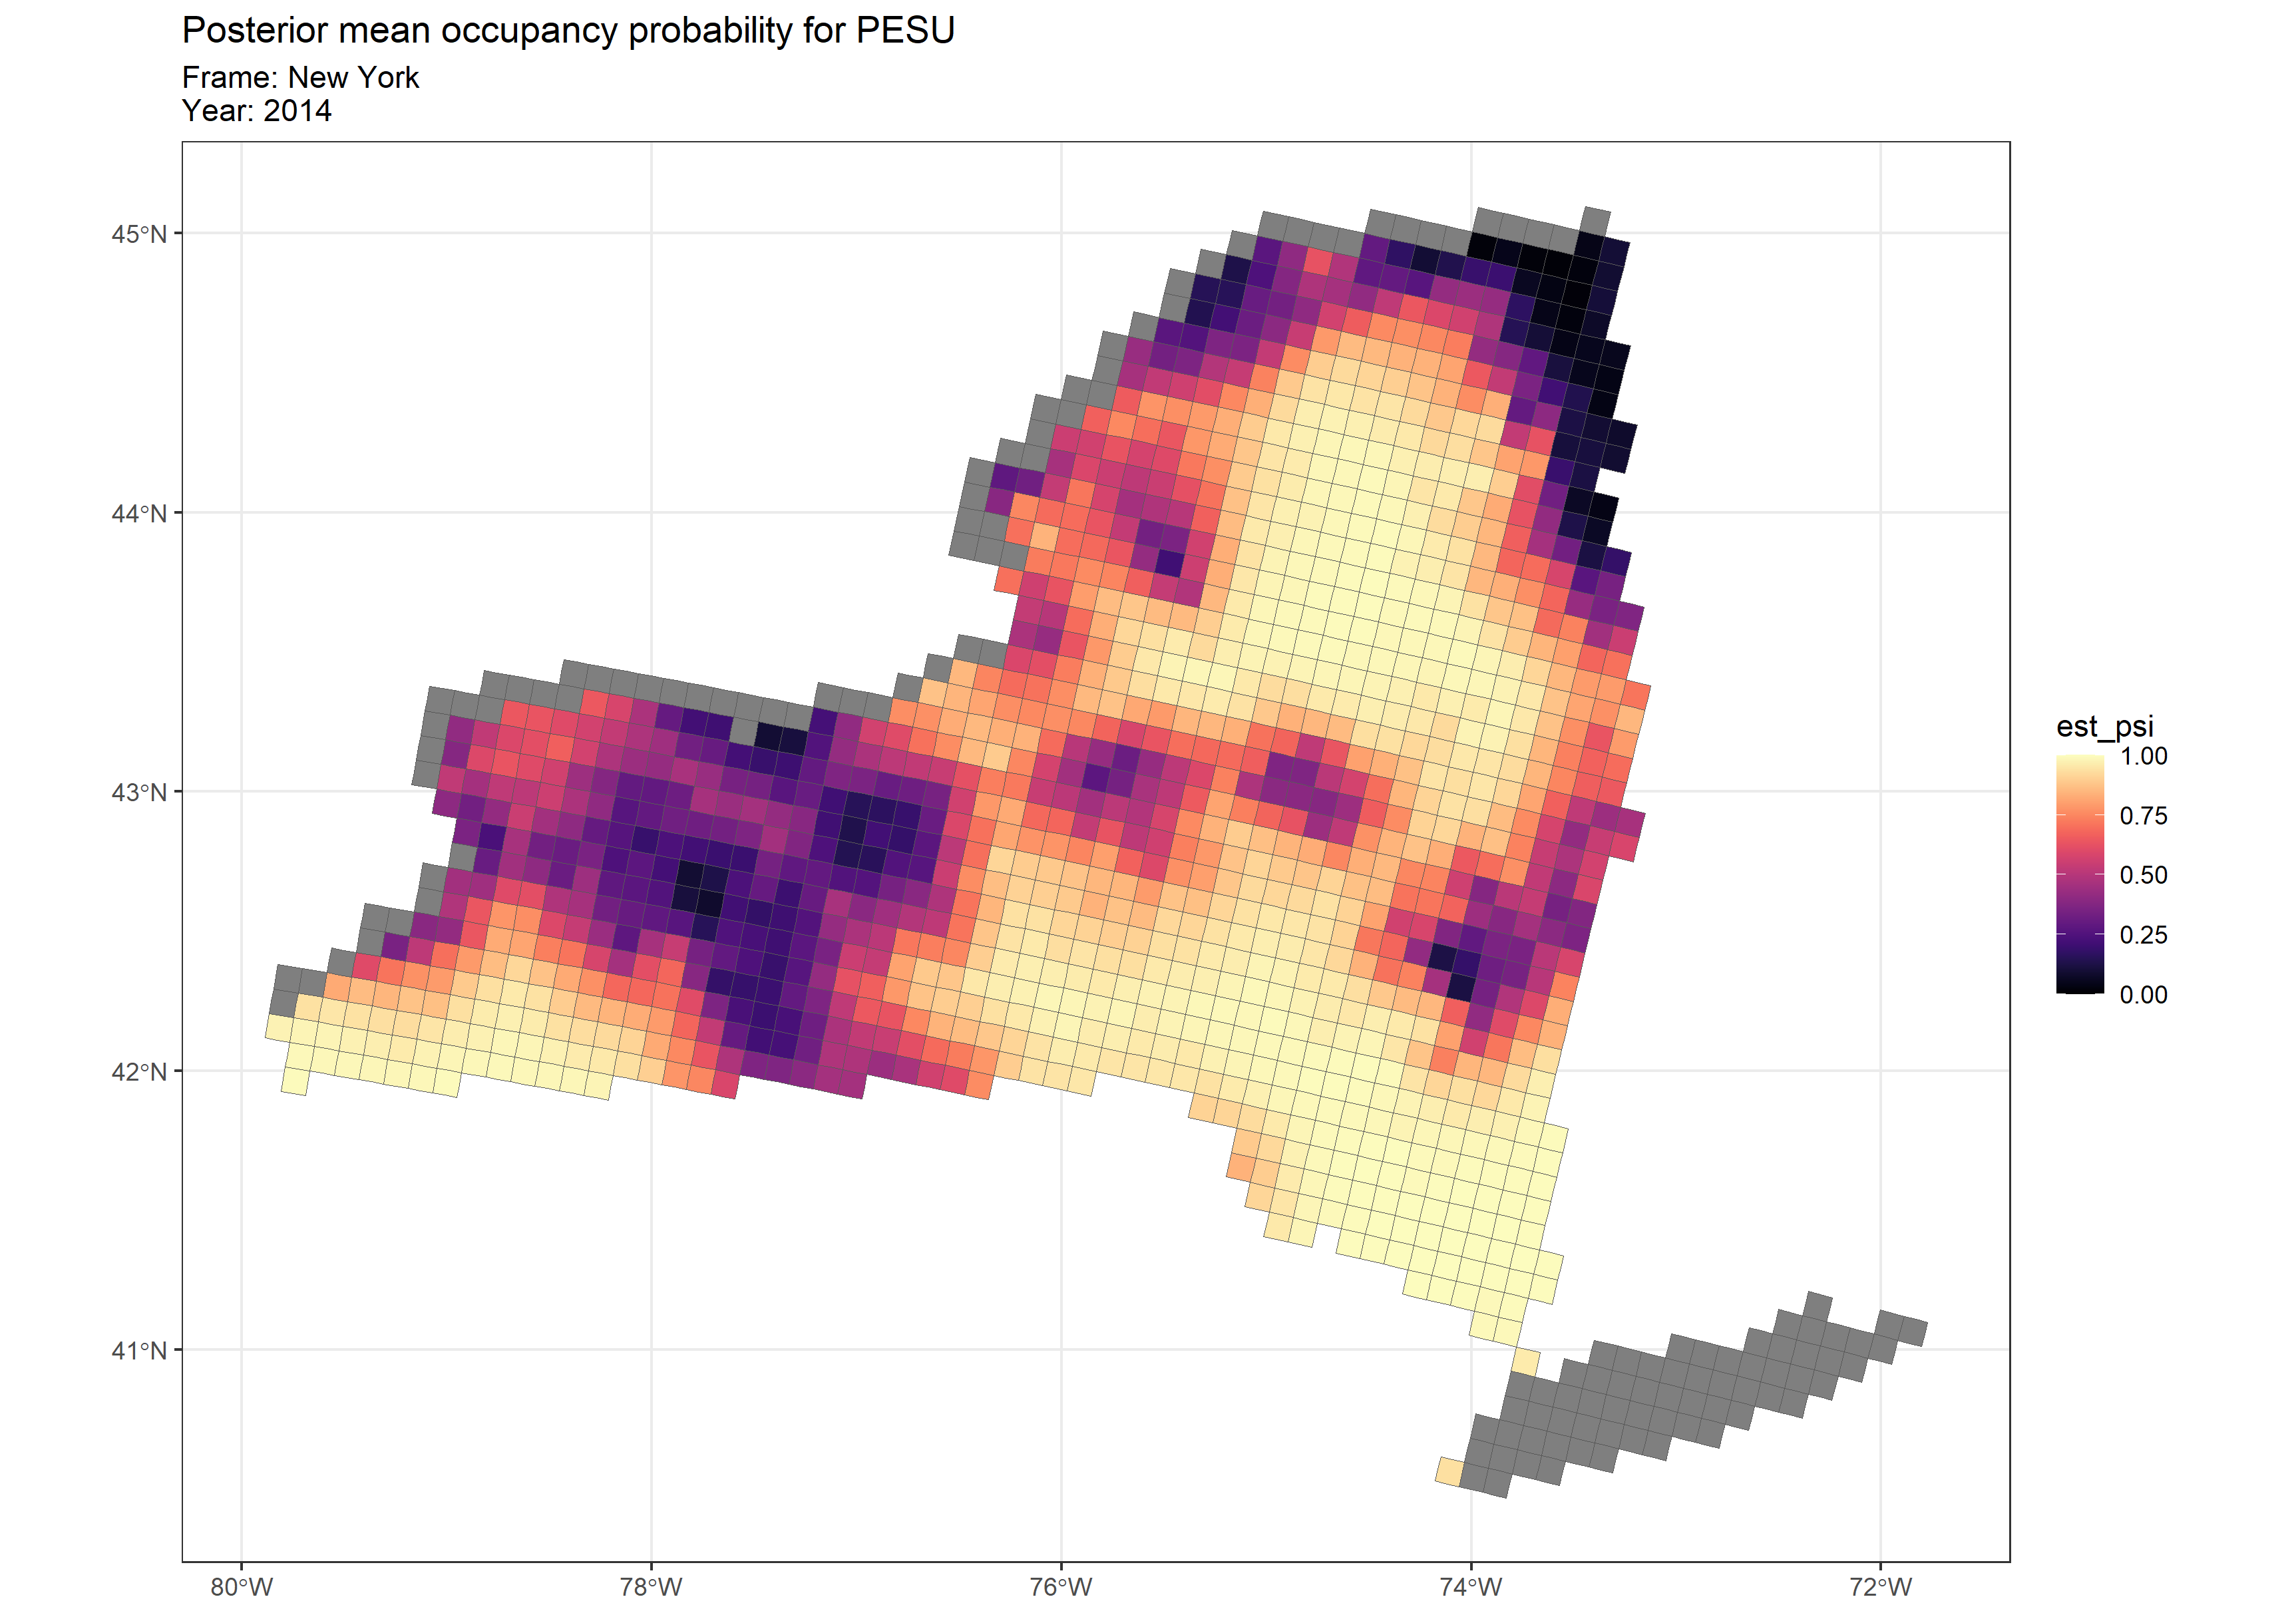 Posterior mean occupancy probability for PESU
Frame: New York
Year: 2014
45°N
44°N
43°N
42°N
41°N
80°W
78°W
76°W
74°W
72°W
est_psi
1.00
0.75
0.50
0.25
0.00